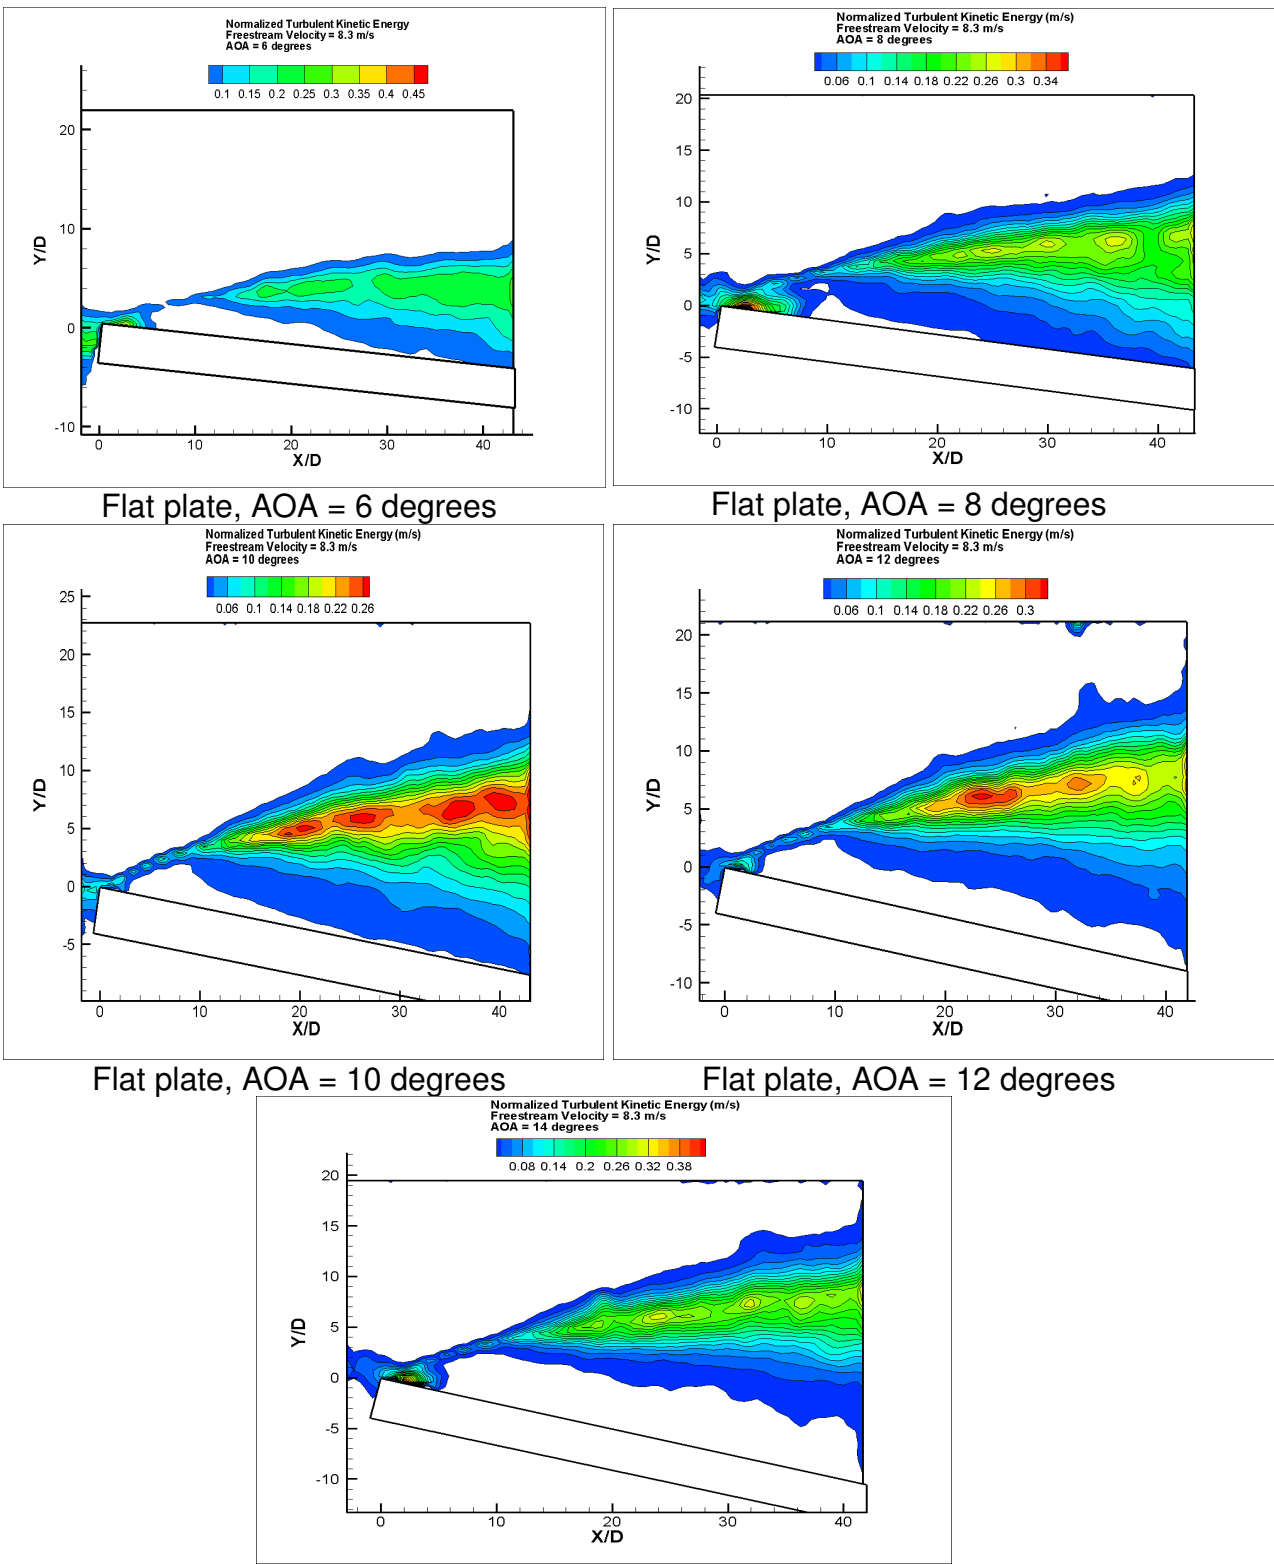 Normalized Turbulent Kinetic Energy
Freestream Velocity = 8.3 m/s
AOA = 6 degrees
0.1 0.15 0.2 0.25 0.3 0.35 0.4 0.45
20
10
0
-10
Y/D
0 10 20 30 40
X/D
Flat plate, AOA = 6 degrees
Normalized Turbulent Kinetic Energy (m/s)
Freestream Velocity = 8.3 m/s
AOA = 8 degrees
0.06 0.1 0.14 0.18 0.22 0.26 0.3 0.34
20
15
10
5
0
-5
-10
Y/D
0 10 20 30 40
X/D
Flat plate, AOA = 8 degrees
Normalized Turbulent Kinetic Energy (m/s)
Freestream Velocity = 8.3 m/s
AOA = 10 degrees
0.06 0.1 0.14 0.18 0.22 0.26
25
20
15
10
5
0
-5
Y/D
0 10 20 30 40
X/D
Flat plate, AOA = 10 degrees
Normalized Turbulent Kinetic Energy (m/s)
Freestream Velocity = 8.3 m/s
AOA = 12 degrees
0.06 0.1 0.14 0.18 0.22 0.26 0.3
20
15
10
5
0
-5
-10
Y/D
0 10 20 30 40
X/D
Flat plate, AOA = 12 degrees
Normalized Turbulent Kinetic Energy (m/s)
Freestream Velocity = 8.3 m/s
AOA = 14 degrees
0.08 0.14 0.2 0.26 0.32 0.38
20
15
10
5
0
-5
-10
Y/D
0 10 20 30 40
X/D